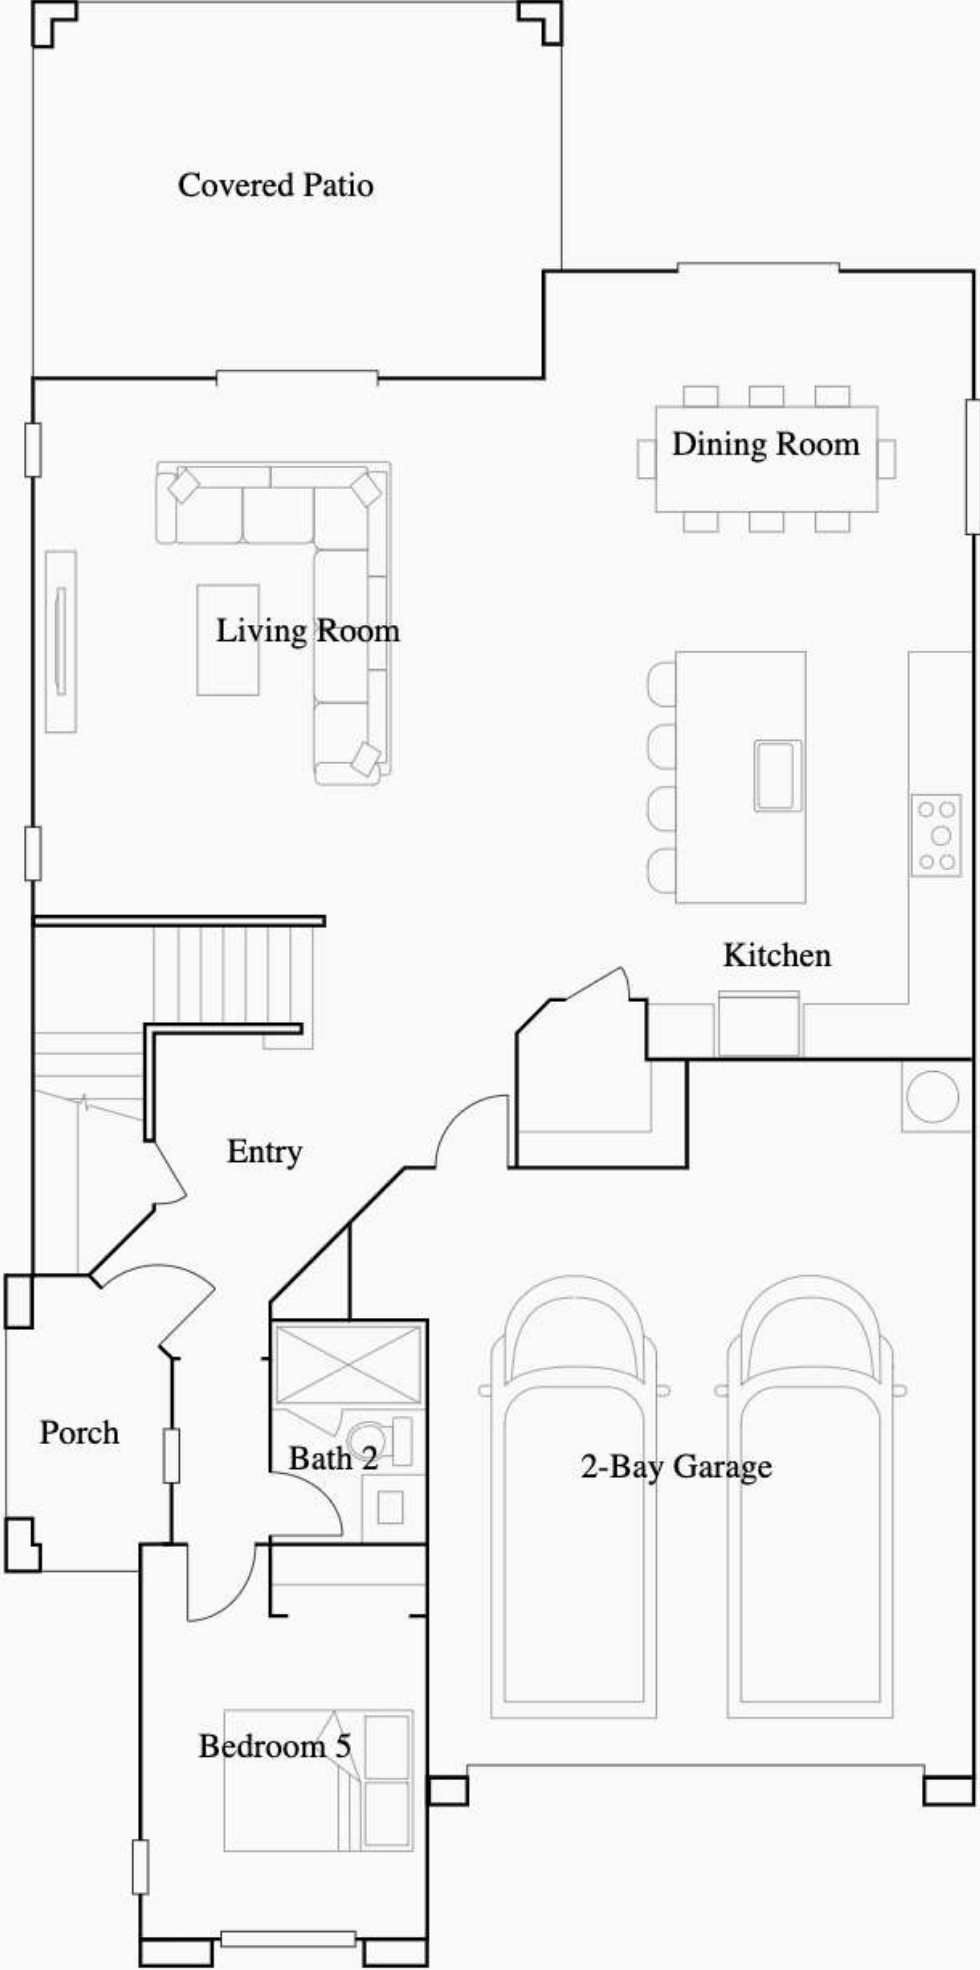 Covered Patio
Dining Room
Living Room
Kitchen
Entry
Porch
Bath 2
2-Bay Garage
Bedroom 5